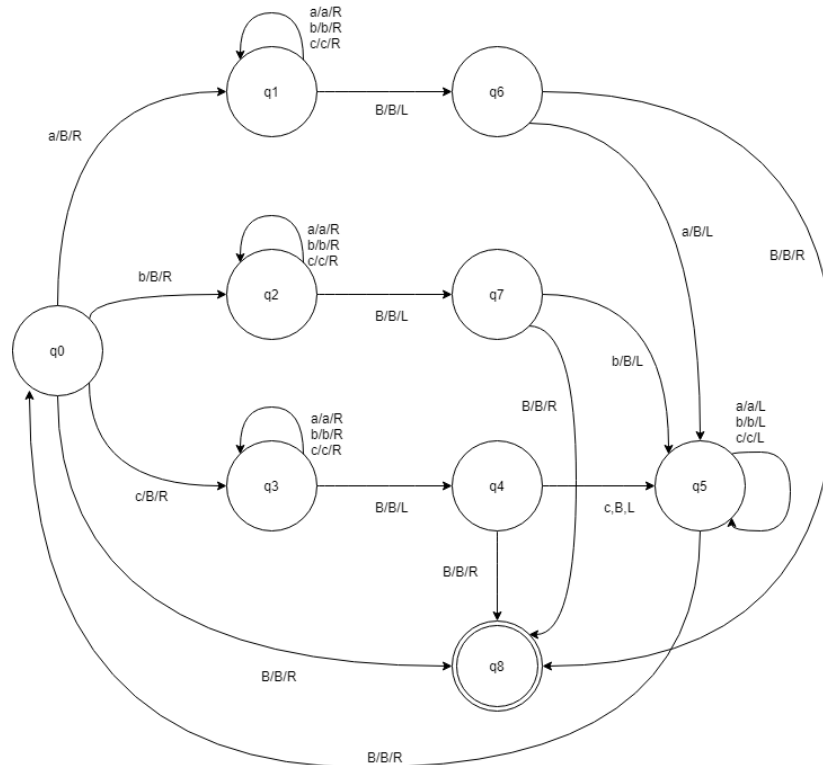 a/a/R
b/b/R
c/c/R
q1
q6
B/B/L
a/B/R
a/B/L
B/B/R
a/a/R
b/b/R
c/c/R
b/B/R
q2
q7
B/B/L
q0
b/B/L
B/B/R
a/a/L
b/b/L
c/c/L
a/a/R
b/b/R
c/c/R
q3
q4
q5
c/B/R
B/B/L
c,B,L
B/B/R
q8
B/B/R
B/B/R